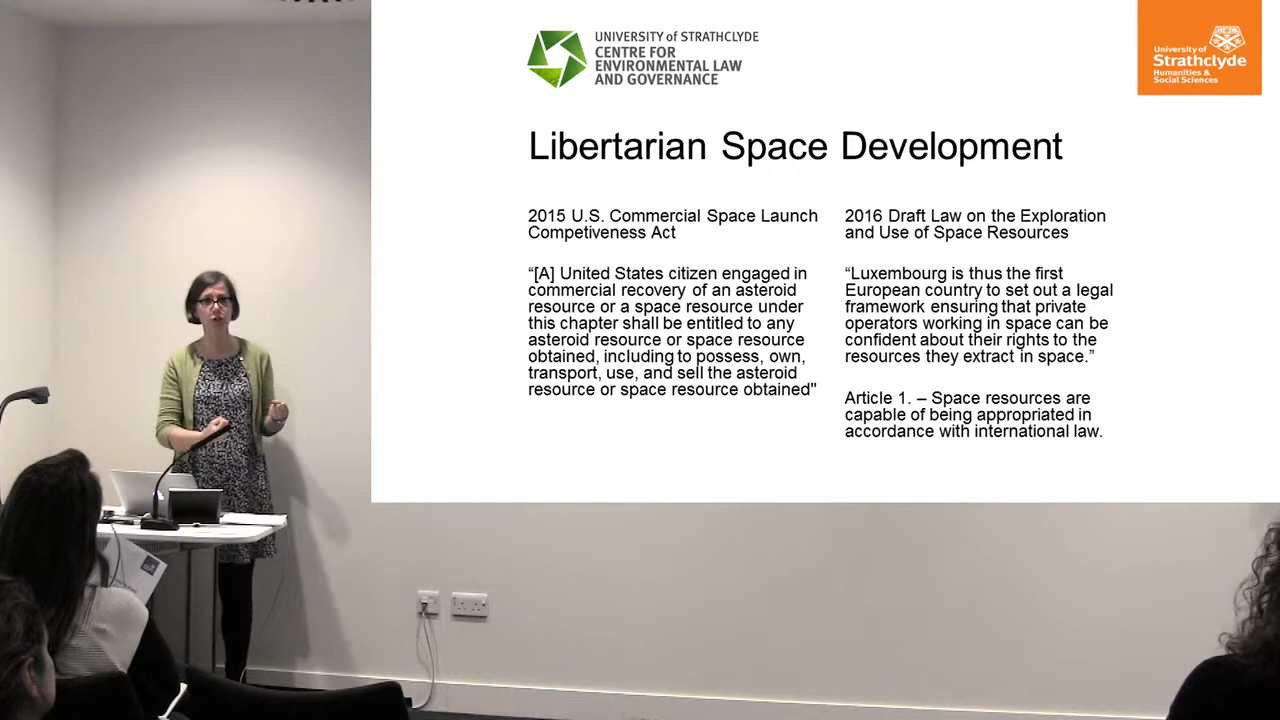 UNIVERSITY of STRATHCLYDE
CENTRE FOR
ENVIRONMENTAL LAW
AND GOVERNANCE
University of
Strathclyde
Humanities &
Social Sciences
Libertarian Space Development
2015 U.S. Commercial Space Launch
Competiveness Act
“[A] United States citizen engaged in
commercial recovery of an asteroid
resource or a space resource under
this chapter shall be entitled to any
asteroid resource or space resource
obtained, including to possess, own,
transport, use, and sell the asteroid
resource or space resource obtained"
2016 Draft Law on the Exploration
and Use of Space Resources
“Luxembourg is thus the first
European country to set out a legal
framework ensuring that private
operators working in space can be
confident about their rights to the
resources they extract in space.”
Article 1. – Space resources are
capable of being appropriated in
accordance with international law.